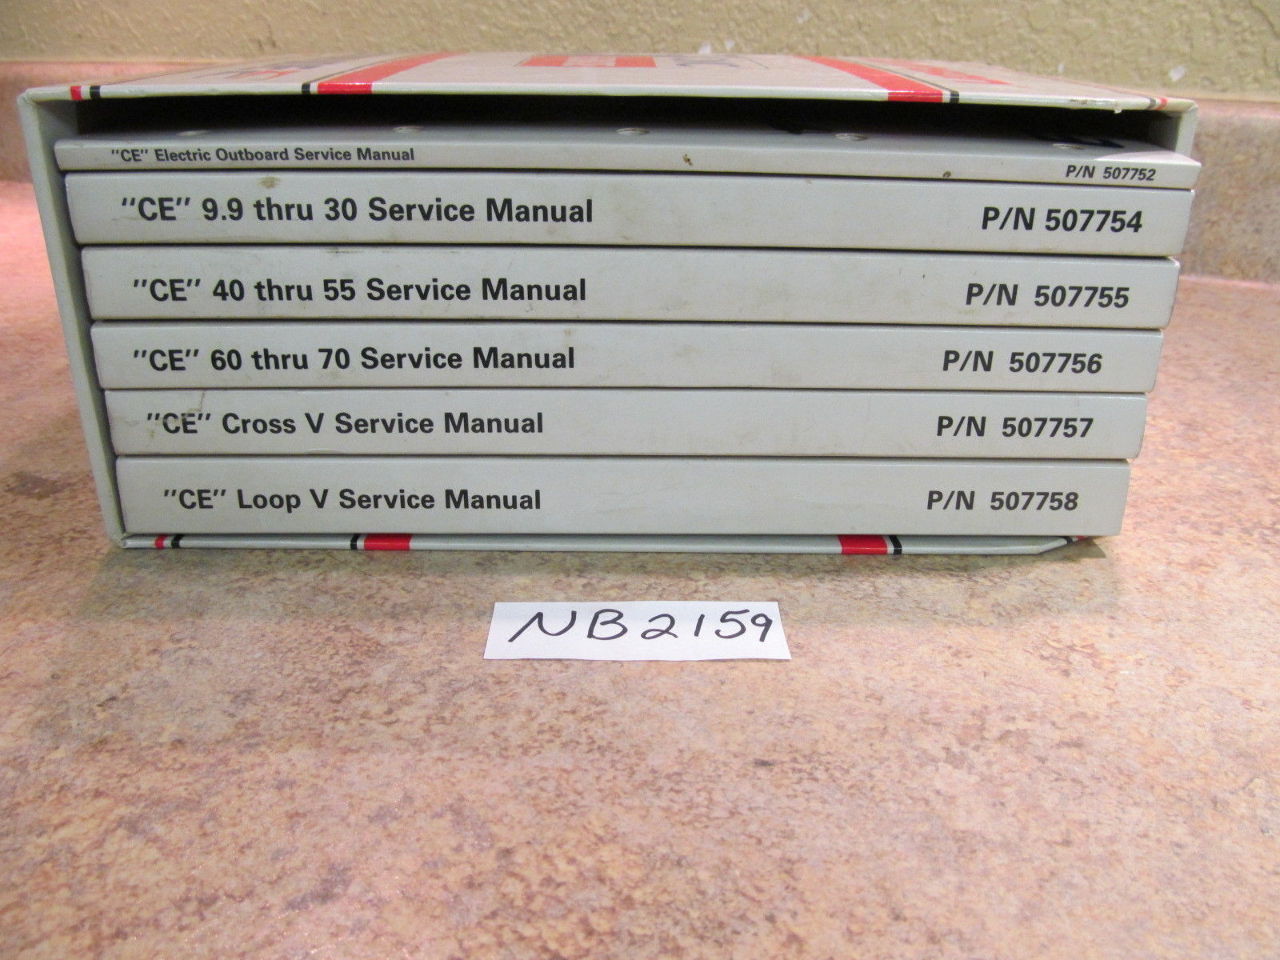 "CE" Electric Outboard Service Manual P/N 507752
"CE" 9.9 thru 30 Service Manual P/N 507754
"CE" 40 thru 55 Service Manual P/N 507755
"CE" 60 thru 70 Service Manual P/N 507756
"CE" Cross V Service Manual P/N 507757
"CE" Loop V Service Manual P/N 507758
NB2159